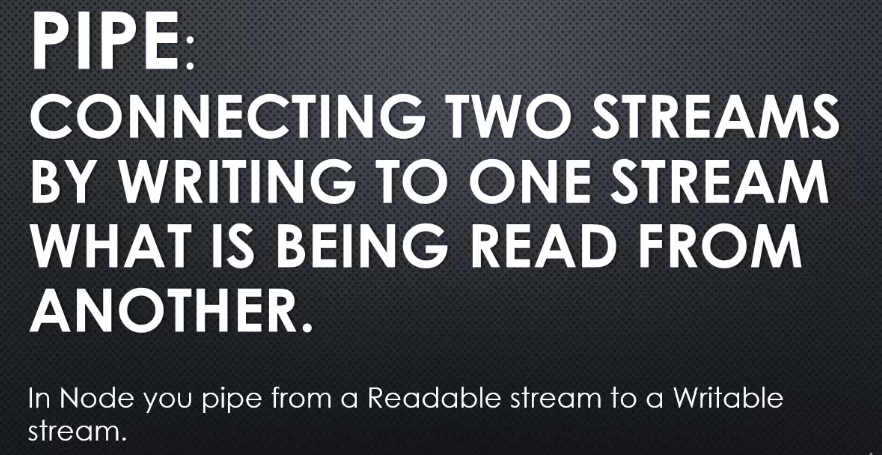 PIPE:
CONNECTING TWO STREAMS
BY WRITING TO ONE STREAM
WHAT IS BEING READ FROM
ANOTHER.
In Node you pipe from a Readable stream to a Writable
stream.